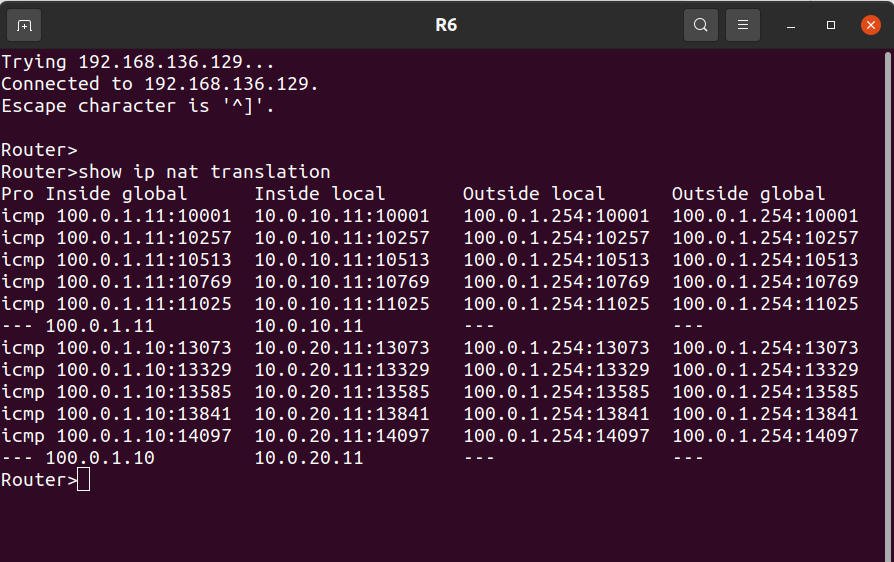 R6
Trying 192.168.136.129...
Connected to 192.168.136.129.
Escape character is '^]'.
Router>
Router>show ip nat translation
Pro Inside global      Inside local       Outside local      Outside global
icmp 100.0.1.11:10001  10.0.10.11:10001   100.0.1.254:10001  100.0.1.254:10001
icmp 100.0.1.11:10257  10.0.10.11:10257   100.0.1.254:10257  100.0.1.254:10257
icmp 100.0.1.11:10513  10.0.10.11:10513   100.0.1.254:10513  100.0.1.254:10513
icmp 100.0.1.11:10769  10.0.10.11:10769   100.0.1.254:10769  100.0.1.254:10769
icmp 100.0.1.11:11025  10.0.10.11:11025   100.0.1.254:11025  100.0.1.254:11025
--- 100.0.1.11         10.0.10.11         ---                ---
icmp 100.0.1.10:13073  10.0.20.11:13073   100.0.1.254:13073  100.0.1.254:13073
icmp 100.0.1.10:13329  10.0.20.11:13329   100.0.1.254:13329  100.0.1.254:13329
icmp 100.0.1.10:13585  10.0.20.11:13585   100.0.1.254:13585  100.0.1.254:13585
icmp 100.0.1.10:13841  10.0.20.11:13841   100.0.1.254:13841  100.0.1.254:13841
icmp 100.0.1.10:14097  10.0.20.11:14097   100.0.1.254:14097  100.0.1.254:14097
--- 100.0.1.10         10.0.20.11         ---                ---
Router>